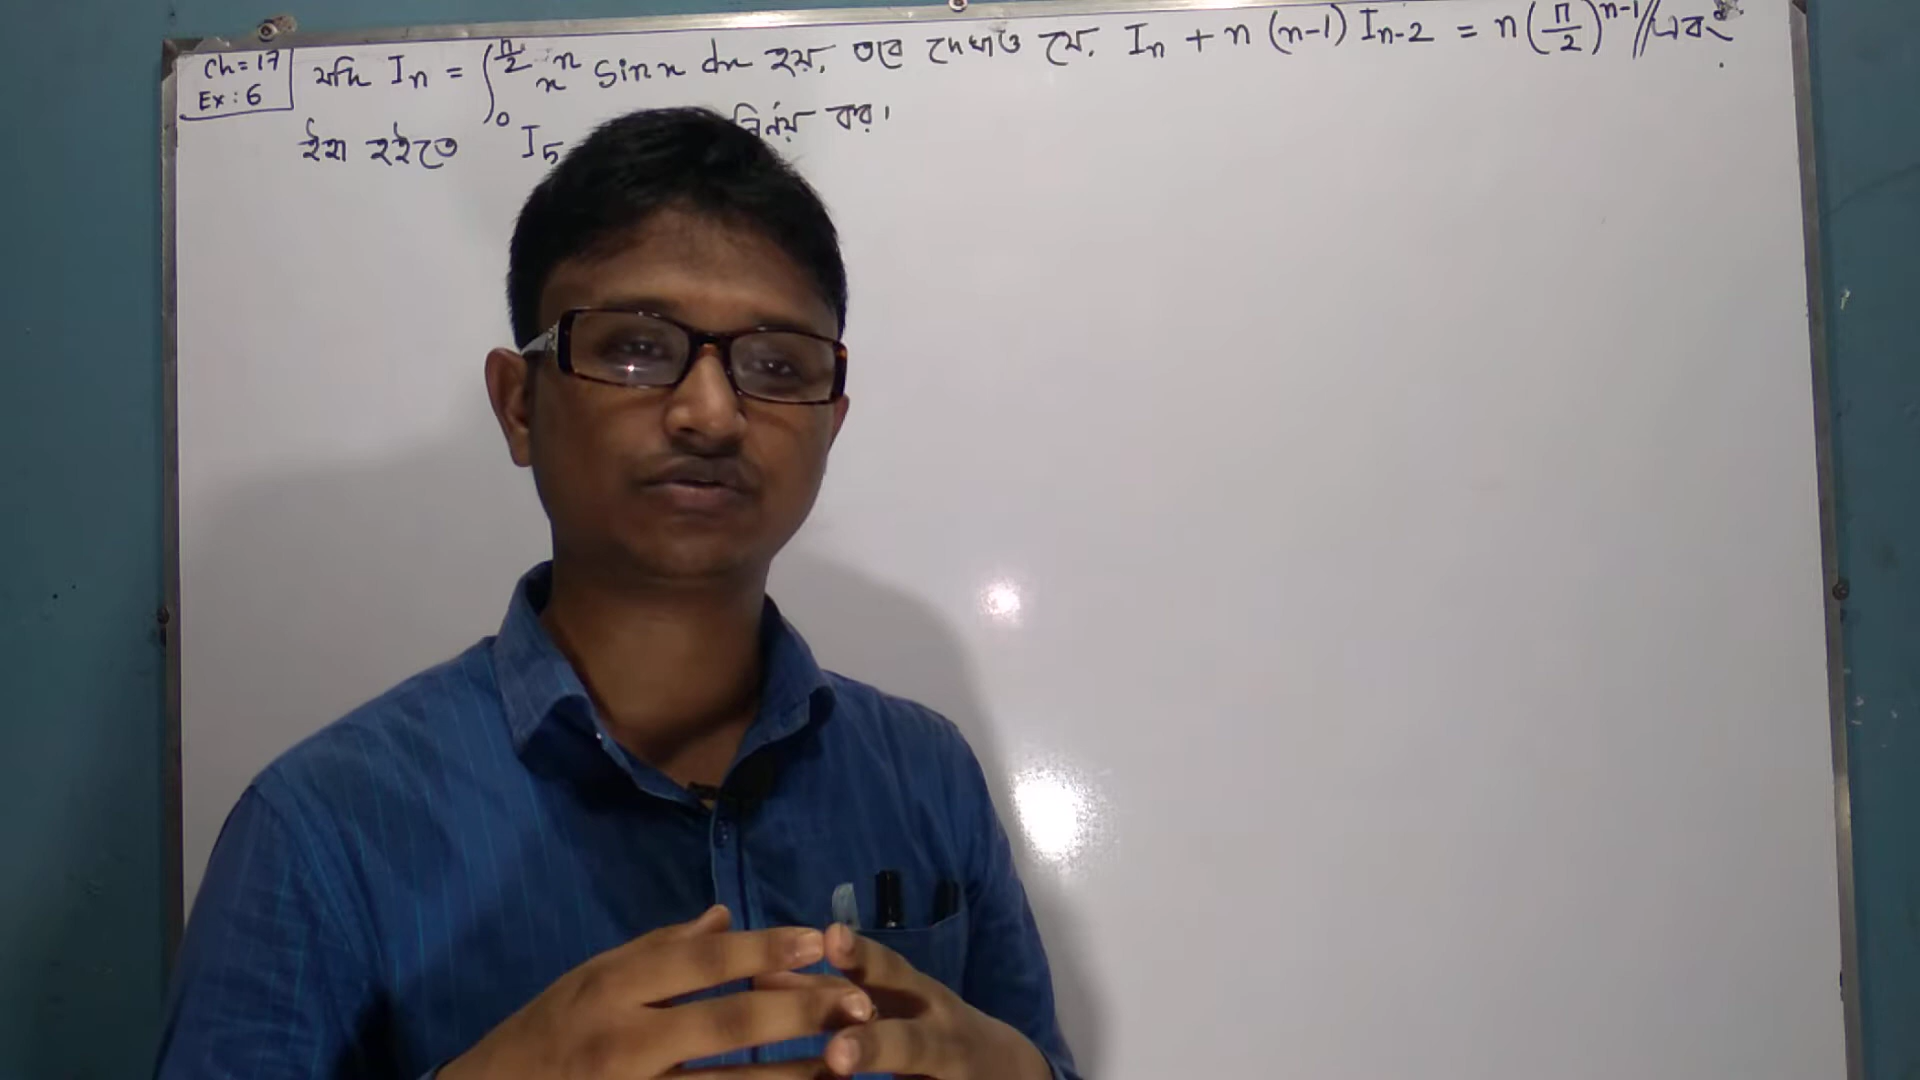 Ch = 17
Ex : 6
যদি Iₙ = ∫₀^{π/2} xⁿ sin x dx হয়, তবে দেখাও যে, Iₙ + n (n-1) Iₙ₋₂ = n (π/2)ⁿ⁻¹ // এবং
ইহা হইতে I₅ নির্ণয় কর।